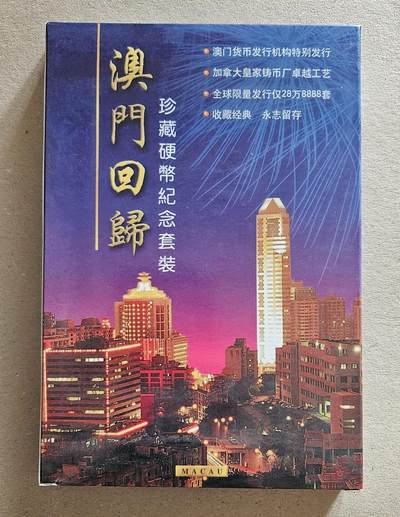 澳門回歸
珍藏硬幣紀念套装
澳门货币发行机构特别发行
加拿大皇家铸币厂卓越工艺
全球限量发行仅28万8888套
收藏经典 永志留存
MACAU